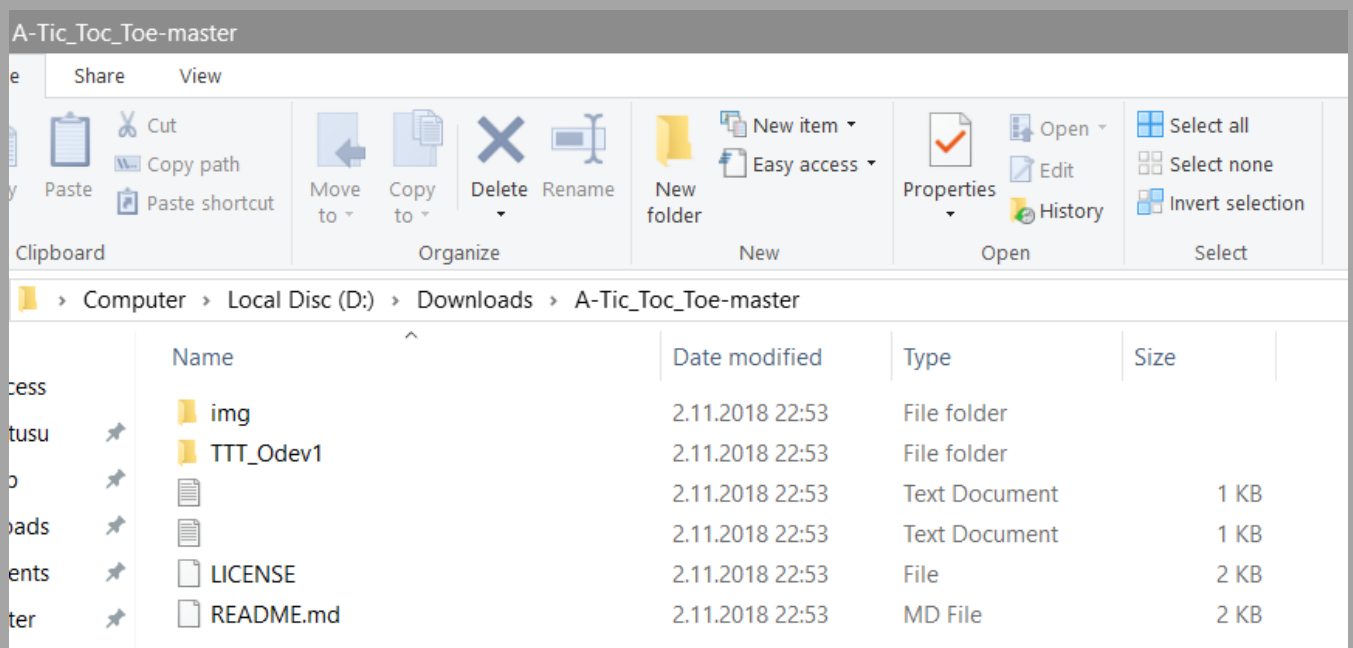 A-Tic_Toc_Toe-master
e Share View
Cut
Copy path
Paste shortcut
y Paste
Move to
Copy to
Delete
Rename
New folder
New item
Easy access
Properties
Open
Edit
History
Select all
Select none
Invert selection
Clipboard Organize New Open Select
Computer Local Disc (D:) Downloads A-Tic_Toc_Toe-master
Name Date modified Type Size
img 2.11.2018 22:53 File folder
TTT_Odev1 2.11.2018 22:53 File folder
2.11.2018 22:53 Text Document 1 KB
2.11.2018 22:53 Text Document 1 KB
LICENSE 2.11.2018 22:53 File 2 KB
README.md 2.11.2018 22:53 MD File 2 KB
cess
tusu
oads
ents
ter